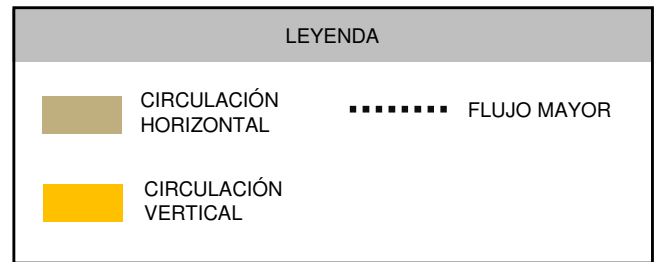 LEYENDA
CIRCULACIÓN
HORIZONTAL
FLUJO MAYOR
CIRCULACIÓN
VERTICAL